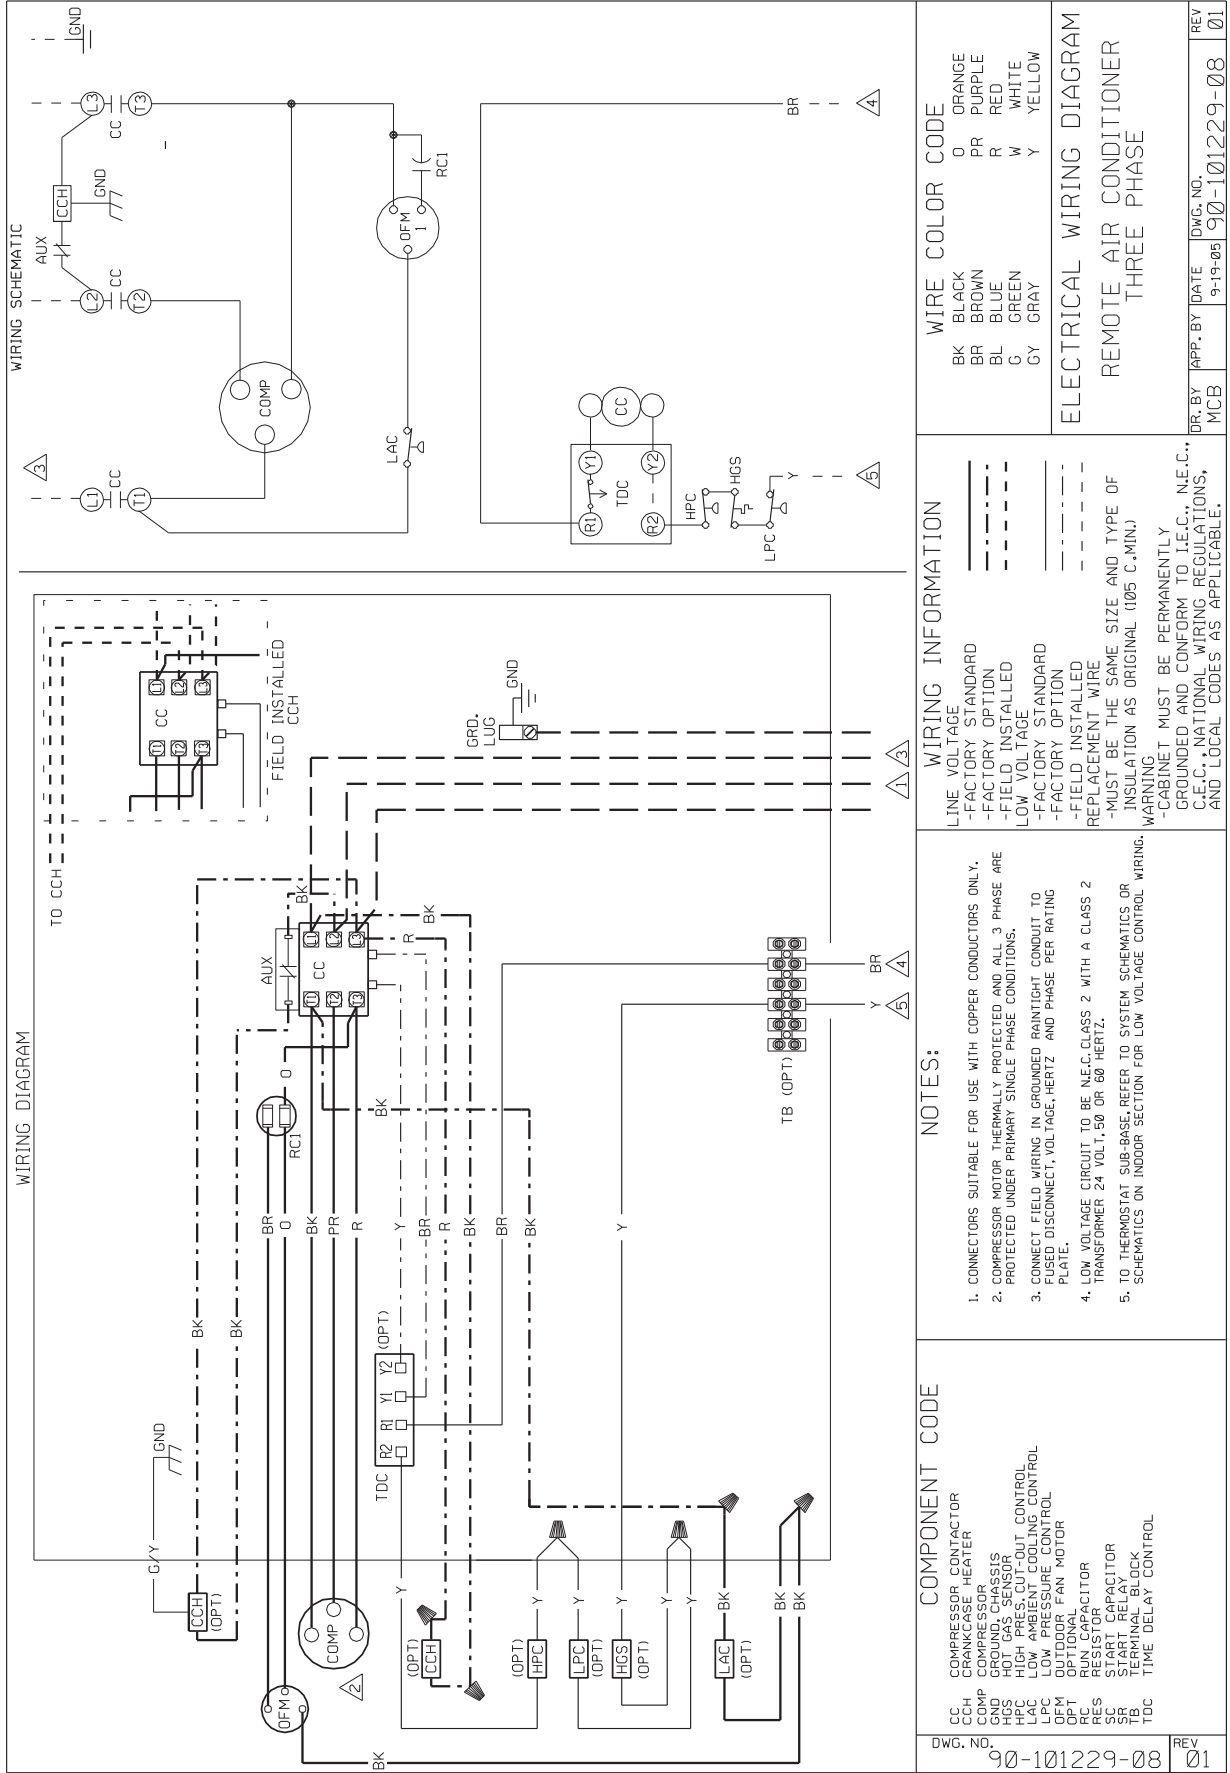 WIRING DIAGRAM
TO CCH
FIELD INSTALLED
CCH
T1
T2
T3
CC
L1
L2
L3
G/Y
GND
BK
BK
CCH
(OPT)
AUX
BK
T1
T2
T3
CC
L1
L2
L3
OFM
BR
O
RC1
O
COMP
2
BK
PR
R
BK
R
BK
GRD.
LUG
GND
TDC
R2
R1
Y1
Y2
(OPT)
Y
BR
R
BK
BR
BK
Y
Y
(OPT)
CCH
(OPT)
HPC
Y
LPC
(OPT)
Y
HGS
(OPT)
Y
Y
LAC
(OPT)
BK
BK
BK
TB (OPT)
Y
5
BR
4
1
3
WIRING SCHEMATIC
3
L1
CC
T1
L2
CC
T2
AUX
CCH
GND
L3
CC
T3
GND
COMP
LAC
OFM
1
RC1
R1
Y1
TDC
R2
Y2
CC
HPC
HGS
LPC
Y
5
BR
4
COMPONENT CODE
CC COMPRESSOR CONTACTOR
CCH CRANKCASE HEATER
COMP COMPRESSOR
GND GROUND, CHASSIS
HGS HOT GAS SENSOR
HPC HIGH PRES. CUT-OUT CONTROL
LAC LOW AMBIENT COOLING CONTROL
LPC LOW PRESSURE CONTROL
OFM OUTDOOR FAN MOTOR
OPT OPTIONAL
RC RUN CAPACITOR
RES RESISTOR
SC START CAPACITOR
SR START RELAY
TB TERMINAL BLOCK
TDC TIME DELAY CONTROL
DWG. NO.
90-101229-08
REV
01
NOTES:
1. CONNECTORS SUITABLE FOR USE WITH COPPER CONDUCTORS ONLY.
2. COMPRESSOR MOTOR THERMALLY PROTECTED AND ALL 3 PHASE ARE
PROTECTED UNDER PRIMARY SINGLE PHASE CONDITIONS.
3. CONNECT FIELD WIRING IN GROUNDED RAINTIGHT CONDUIT TO
FUSED DISCONNECT, VOLTAGE, HERTZ AND PHASE PER RATING
PLATE.
4. LOW VOLTAGE CIRCUIT TO BE N.E.C. CLASS 2 WITH A CLASS 2
TRANSFORMER 24 VOLT, 50 OR 60 HERTZ.
5. TO THERMOSTAT SUB-BASE, REFER TO SYSTEM SCHEMATICS OR
SCHEMATICS ON INDOOR SECTION FOR LOW VOLTAGE CONTROL WIRING.
WIRING INFORMATION
LINE VOLTAGE
-FACTORY STANDARD
-FACTORY OPTION
-FIELD INSTALLED
LOW VOLTAGE
-FACTORY STANDARD
-FACTORY OPTION
-FIELD INSTALLED
REPLACEMENT WIRE
-MUST BE THE SAME SIZE AND TYPE OF
INSULATION AS ORIGINAL (105 C.MIN.)
WARNING
-CABINET MUST BE PERMANENTLY
GROUNDED AND CONFORM TO I.E.C., N.E.C.,
C.E.C., NATIONAL WIRING REGULATIONS,
AND LOCAL CODES AS APPLICABLE.
WIRE COLOR CODE
BK BLACK O ORANGE
BR BROWN PR PURPLE
BL BLUE R RED
G GREEN W WHITE
GY GRAY Y YELLOW
ELECTRICAL WIRING DIAGRAM
REMOTE AIR CONDITIONER
THREE PHASE
DR. BY
MCB
APP. BY
DATE
9-19-05
DWG. NO.
90-101229-08
REV
01